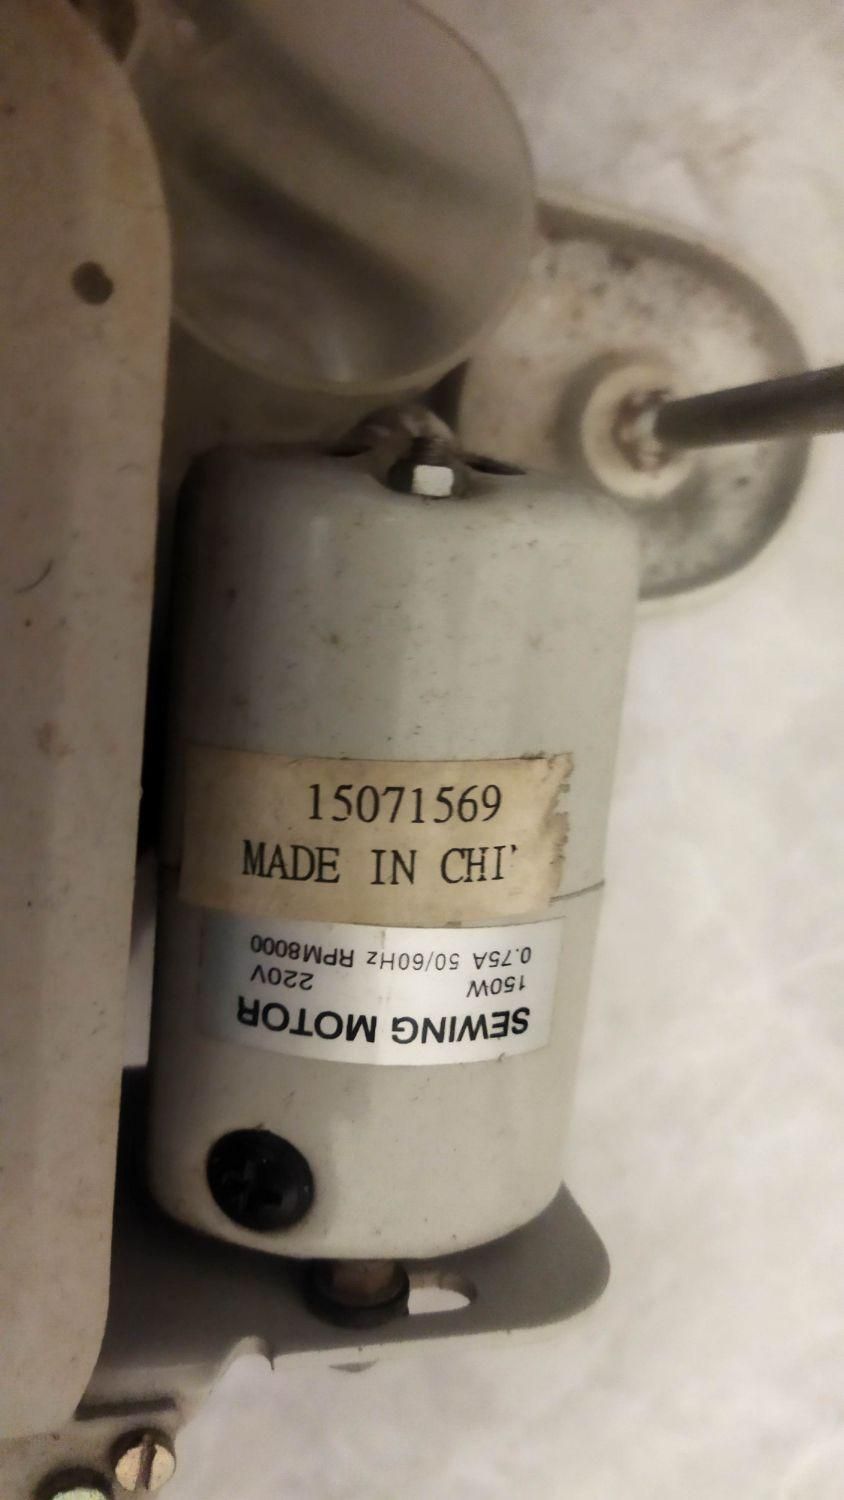 15071569
MADE IN CHI
SEWING MOTOR
150W 220V
0.75A 50/60Hz RPM8000